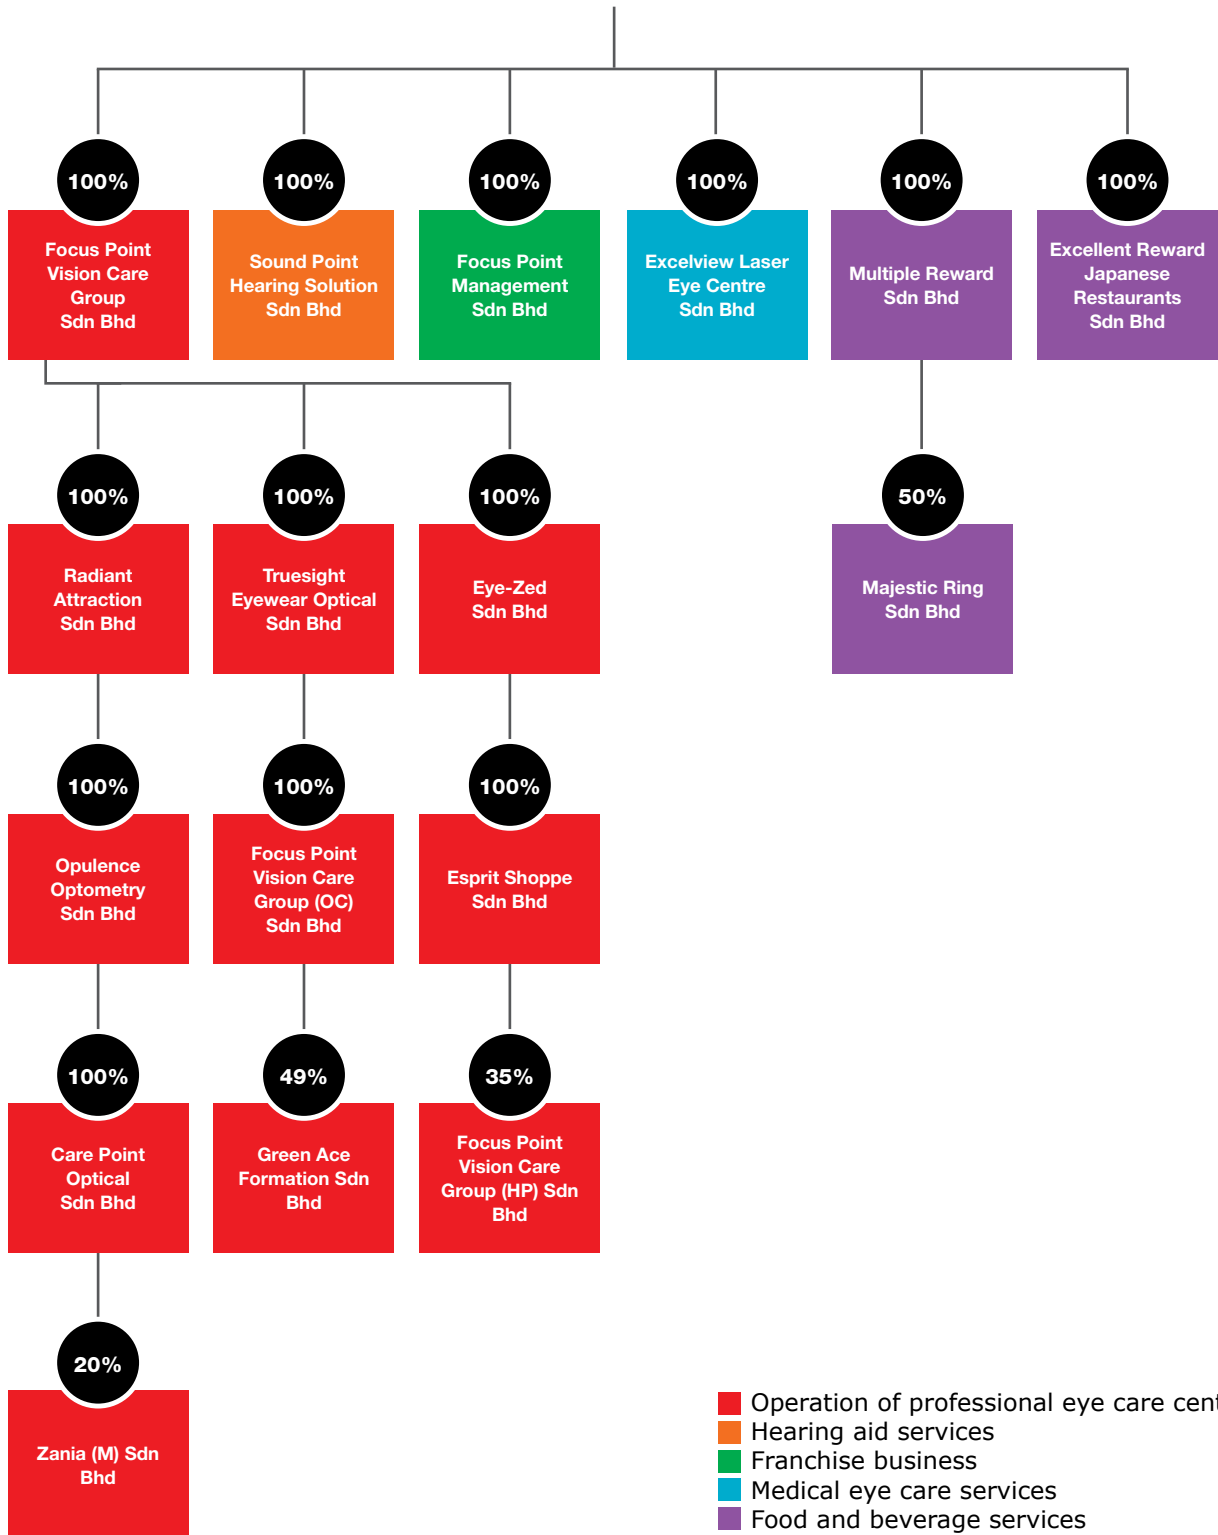 100%
Focus Point
Vision Care
Group
Sdn Bhd
100%
Sound Point
Hearing Solution
Sdn Bhd
100%
Focus Point
Management
Sdn Bhd
100%
Excelview Laser
Eye Centre
Sdn Bhd
100%
Multiple Reward
Sdn Bhd
100%
Excellent Reward
Japanese
Restaurants
Sdn Bhd
100%
Radiant
Attraction
Sdn Bhd
100%
Truesight
Eyewear Optical
Sdn Bhd
100%
Eye-Zed
Sdn Bhd
50%
Majestic Ring
Sdn Bhd
100%
Opulence
Optometry
Sdn Bhd
100%
Focus Point
Vision Care
Group (OC)
Sdn Bhd
100%
Esprit Shoppe
Sdn Bhd
100%
Care Point
Optical
Sdn Bhd
49%
Green Ace
Formation Sdn
Bhd
35%
Focus Point
Vision Care
Group (HP) Sdn
Bhd
20%
Zania (M) Sdn
Bhd
Operation of professional eye care cent
Hearing aid services
Franchise business
Medical eye care services
Food and beverage services